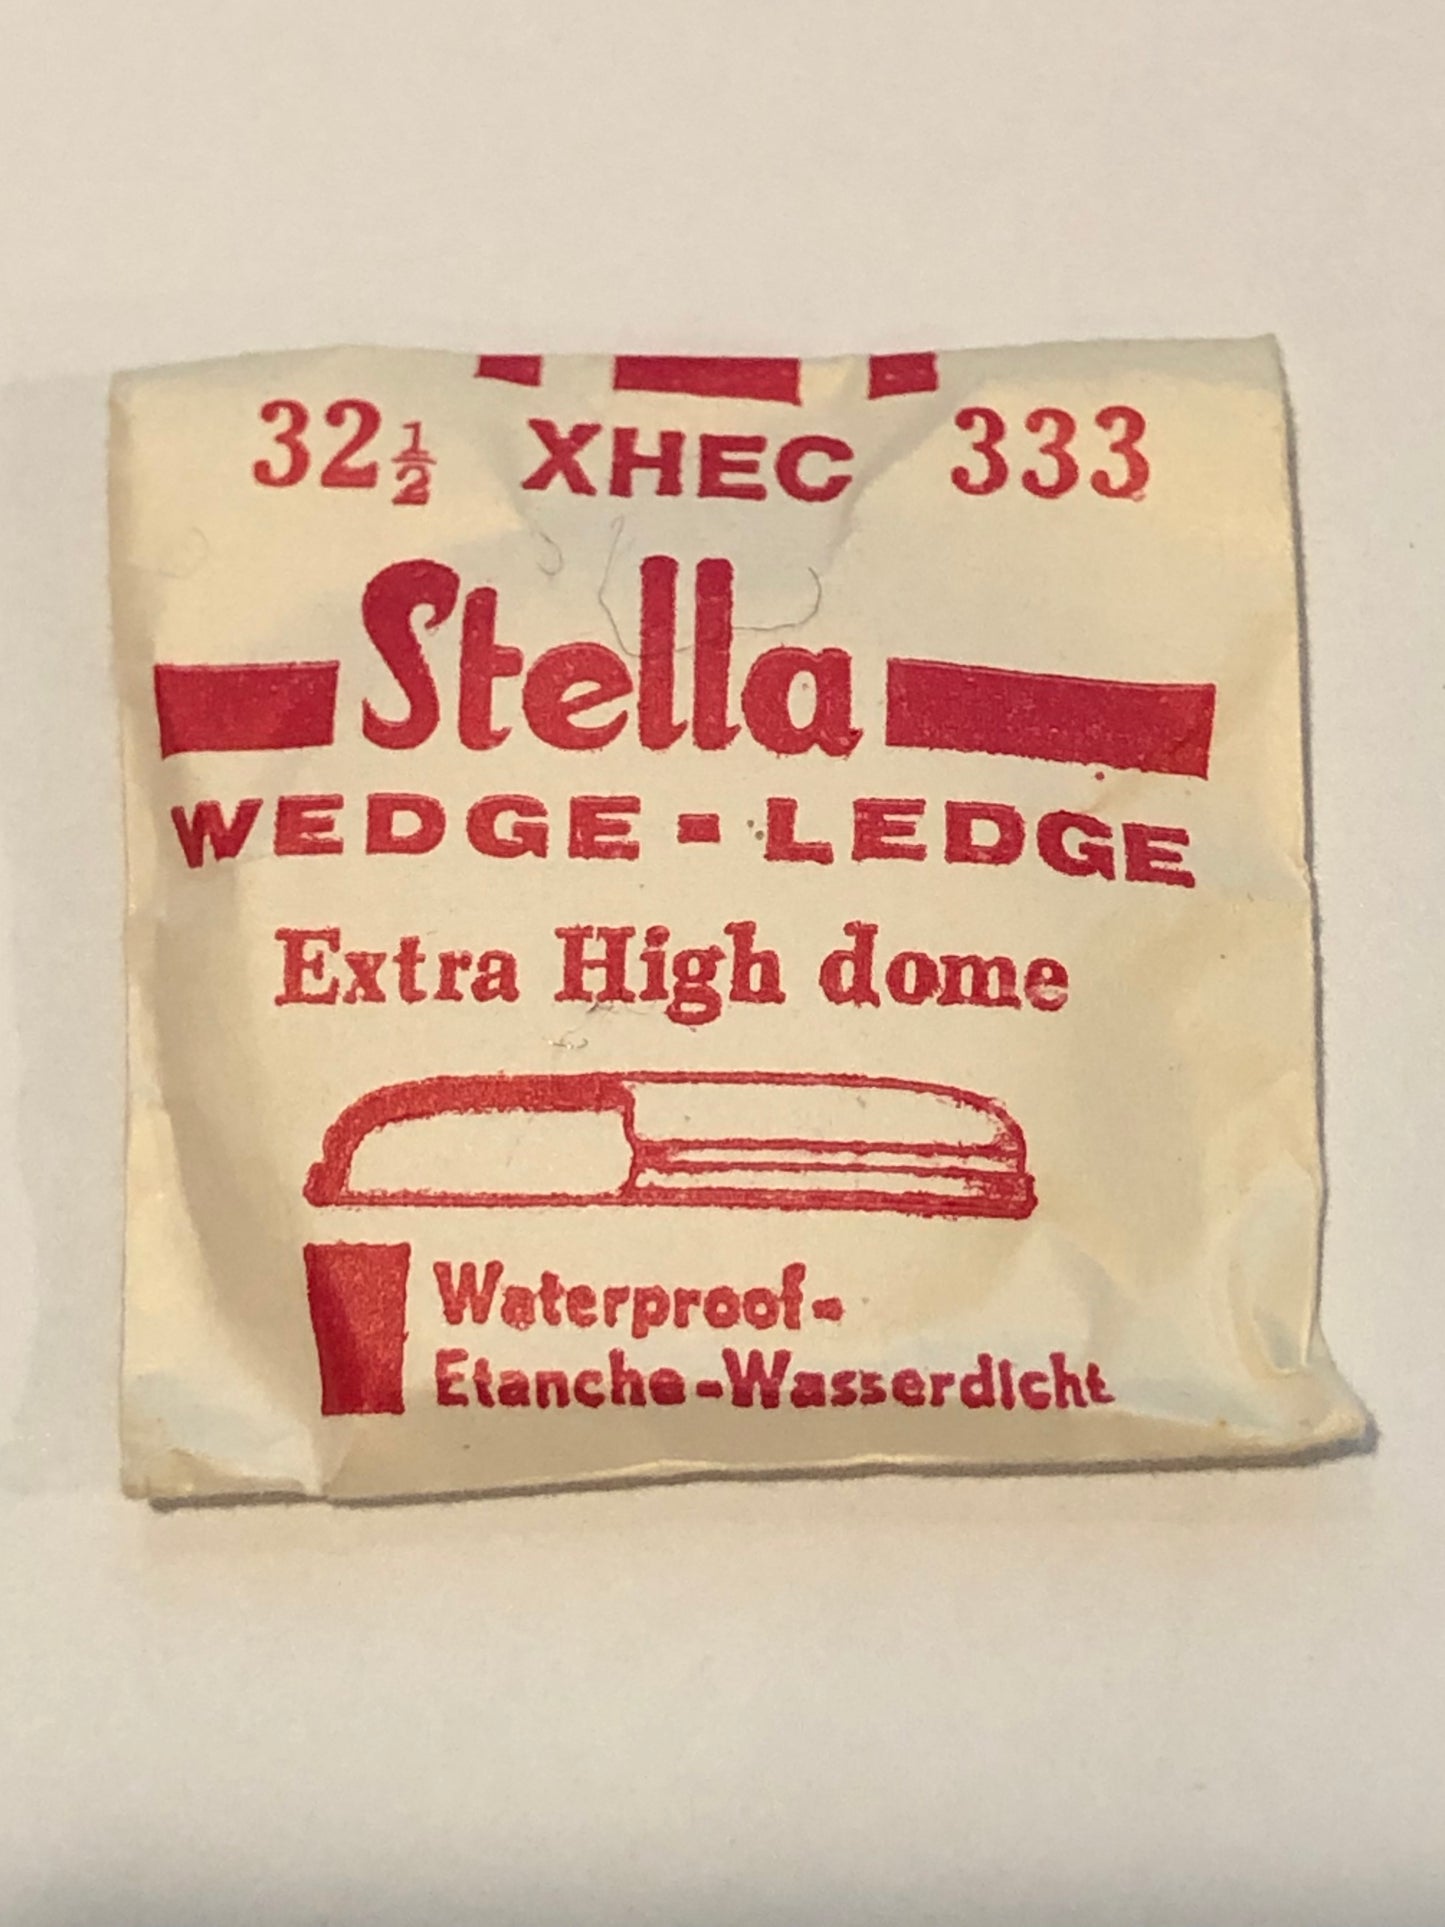 32½ XHEC 333
Stella
WEDGE - LEDGE
Extra High dome
Waterproof-
Etanche-Wasserdicht